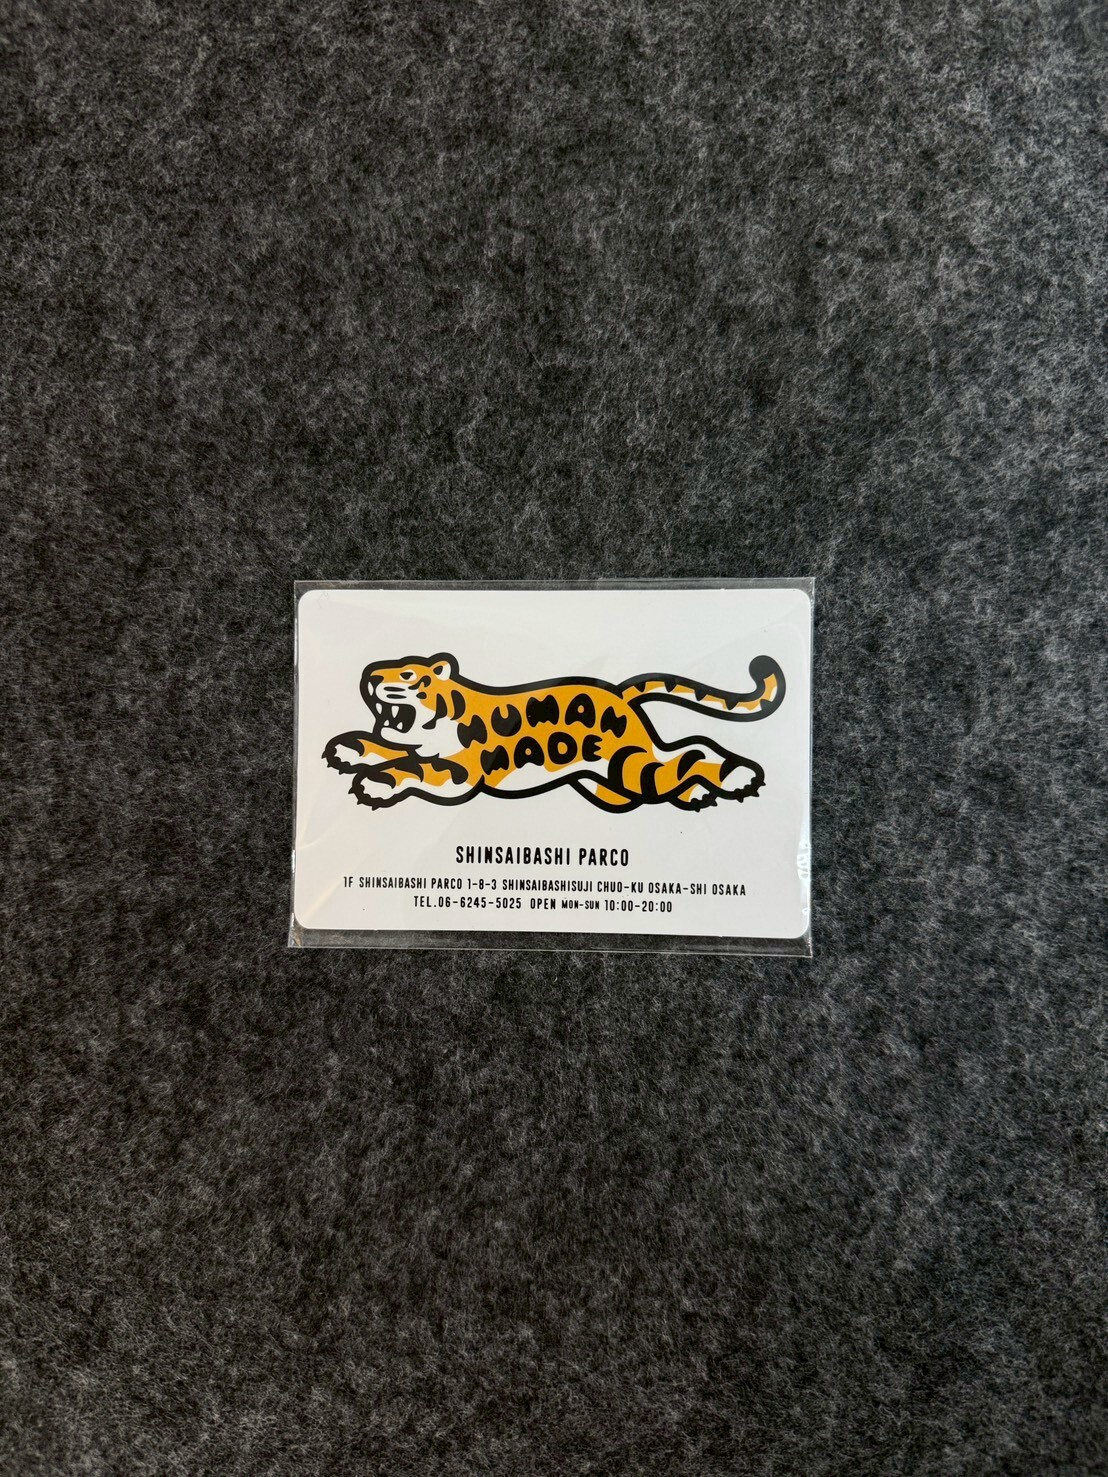 HUMAN
MADE
SHINSAIBASHI PARCO
1F SHINSAIBASHI PARCO 1-8-3 SHINSAIBASHISUJI CHUO-KU OSAKA-SHI OSAKA
TEL.06-6245-5025 OPEN MON-SUN 10:00-20:00